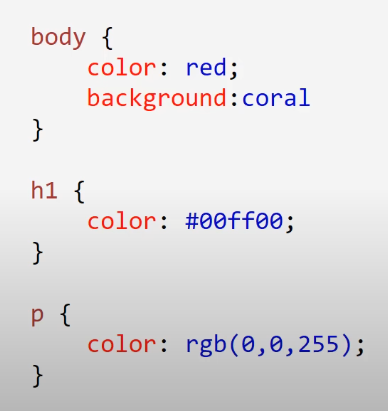 body {
    color: red;
    background:coral
}
h1 {
    color: #00ff00;
}
p {
    color: rgb(0,0,255);
}